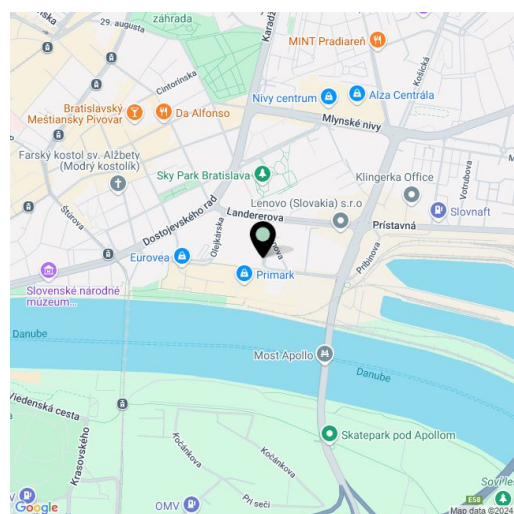 záhrada
29. augusta
Karadž
MINT Pradiareň
Košická
Cintorínska
Nivy centrum
Alza Centrála
Bratislavský
Meštiansky Pivovar
Da Alfonso
Mlynské nivy
Farský kostol sv. Alžbety
(Modrý kostolík)
Sky Park Bratislava
Klingerka Office
Votrubova
Lenovo (Slovakia) s.r.o
Slovnaft
Štúrova
Landererova
Prístavná
Dostojevského rad
Olejkárska
Eurovea
Primark
Pribinova
Slovenské národné
múzeum...
Danube
Most Apollo
Danube
Viedenská cesta
Krasovského
Kočánkova
Skatepark pod Apollom
Kočánkova
OMV
Pri seči
E58
Google
Map data ©2024